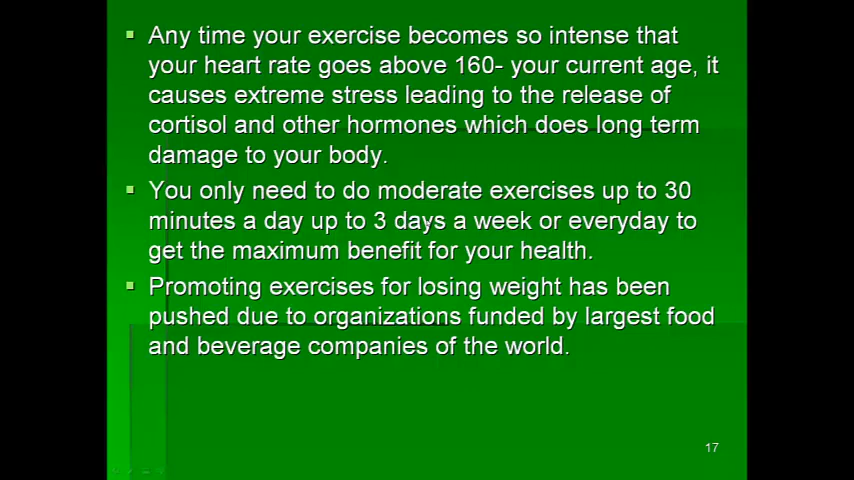 ▪ Any time your exercise becomes so intense that
your heart rate goes above 160- your current age, it
causes extreme stress leading to the release of
cortisol and other hormones which does long term
damage to your body.
▪ You only need to do moderate exercises up to 30
minutes a day up to 3 days a week or everyday to
get the maximum benefit for your health.
▪ Promoting exercises for losing weight has been
pushed due to organizations funded by largest food
and beverage companies of the world.
17